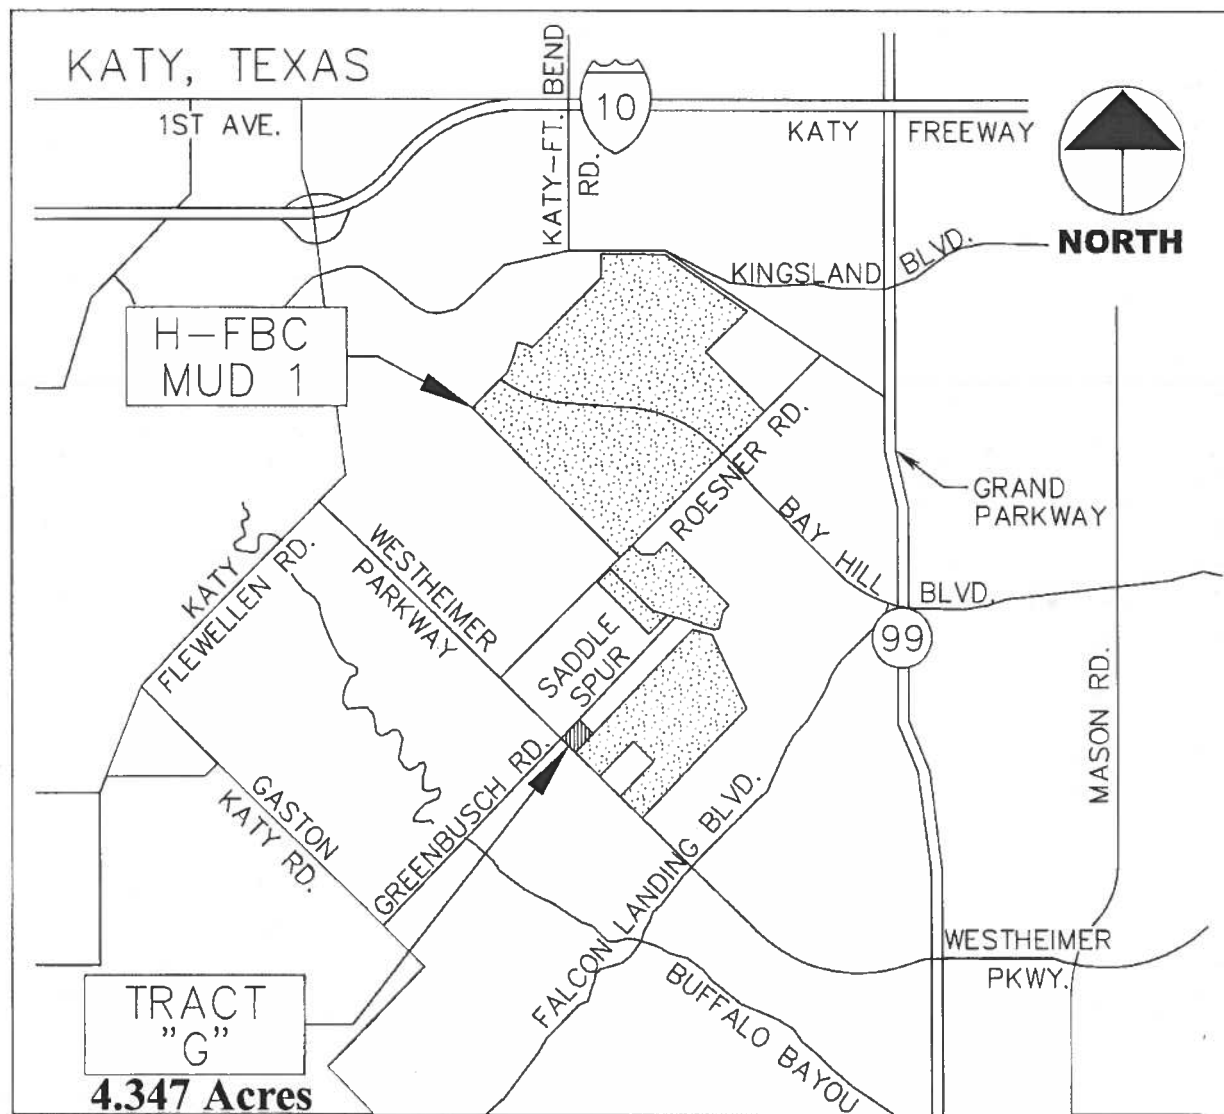 KATY, TEXAS
1ST AVE.
KATY-FT. BEND
RD.
10
KATY FREEWAY
NORTH
KINGSLAND BLVD.
H-FBC
MUD 1
ROESNER RD.
GRAND
PARKWAY
BAY HILL BLVD.
99
MASON RD.
KATY
FLEWELLEN RD.
WESTHEIMER
PARKWAY
SADDLE
SPUR
GASTON
KATY RD.
GREENBUSCH RD.
FALCON LANDING BLVD.
WESTHEIMER
PKWY.
BUFFALO BAYOU
TRACT
"G"
4.347 Acres